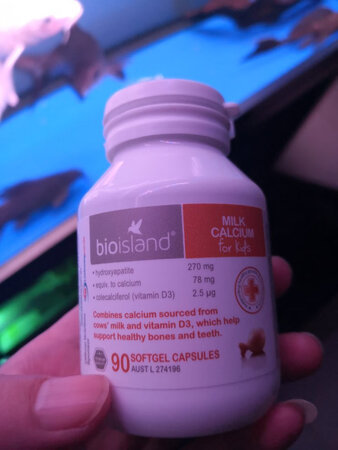 bioisland®
MILK
CALCIUM
for Kids
• hydroxyapatite 270 mg
• equiv. to calcium 78 mg
• colecalciferol (vitamin D3) 2.5 µg
Combines calcium sourced from
cows' milk and vitamin D3, which help
support healthy bones and teeth.
90 SOFTGEL CAPSULES
AUST L 274196